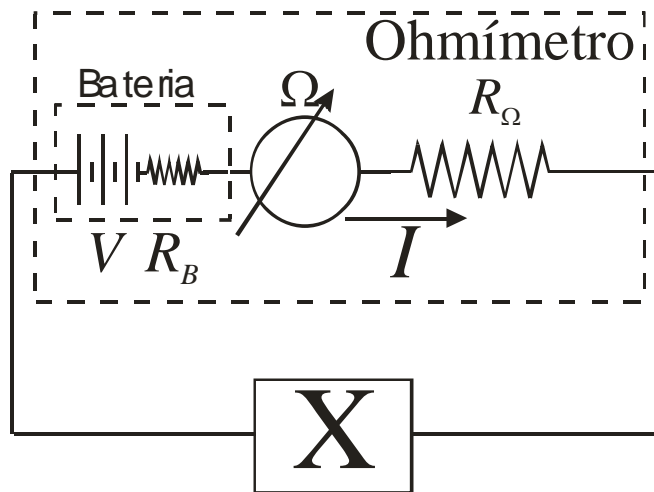 Ohmímetro
Bateria
Ω
R_Ω
V R_B
I
X